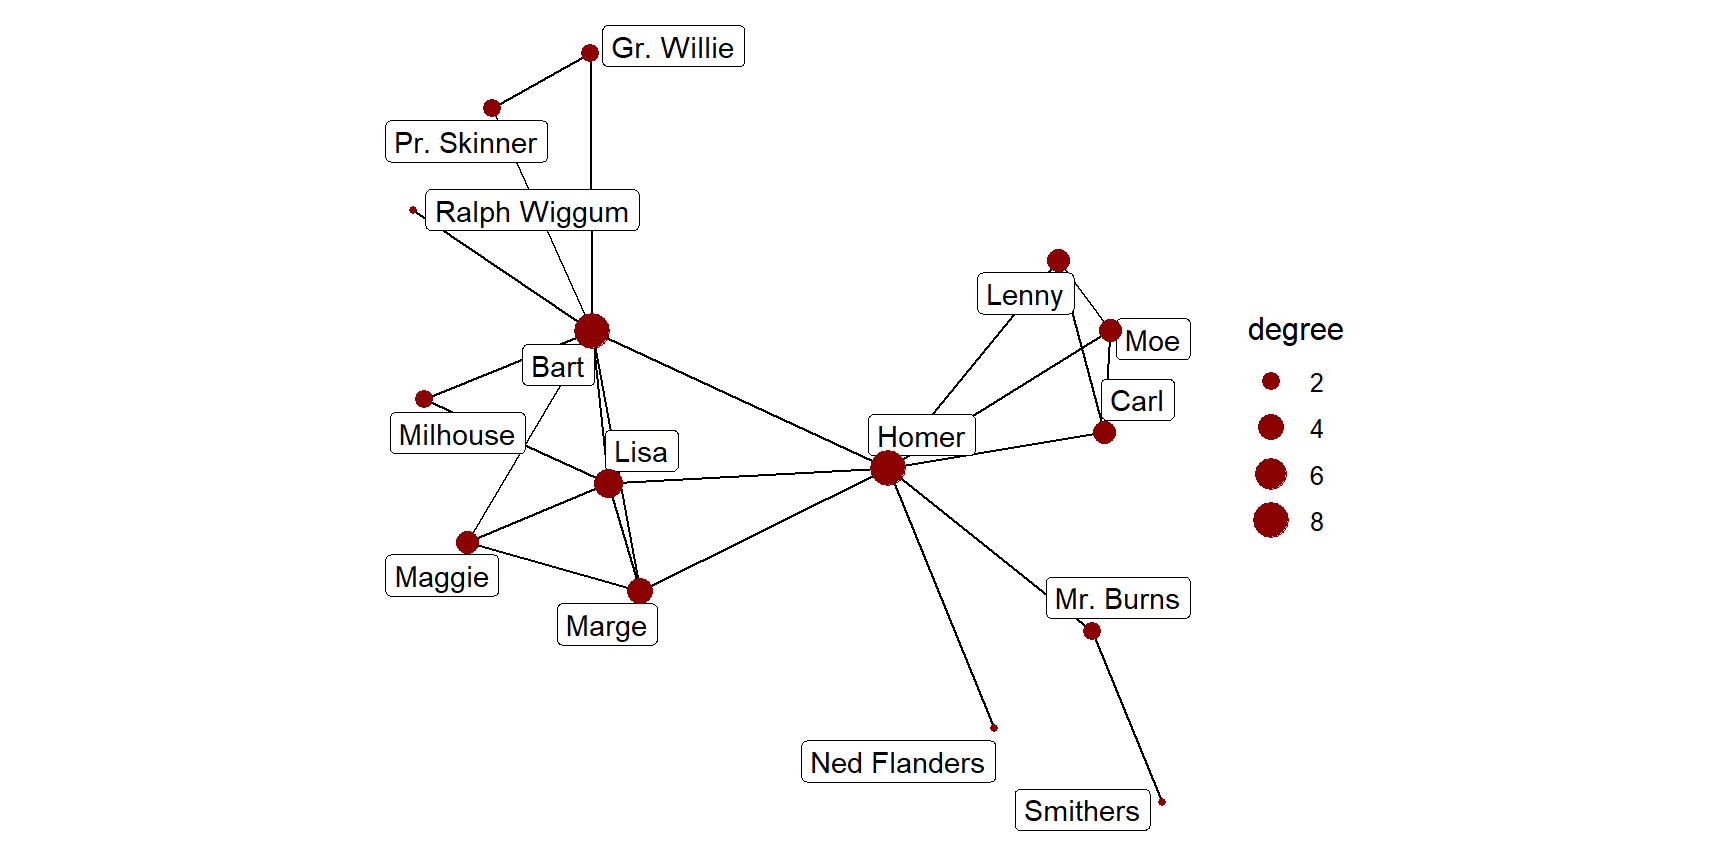 Gr. Willie
Pr. Skinner
Ralph Wiggum
Lenny
Moe
Bart
Carl
Milhouse
Homer
Lisa
Maggie
Mr. Burns
Marge
Ned Flanders
Smithers
degree
2
4
6
8